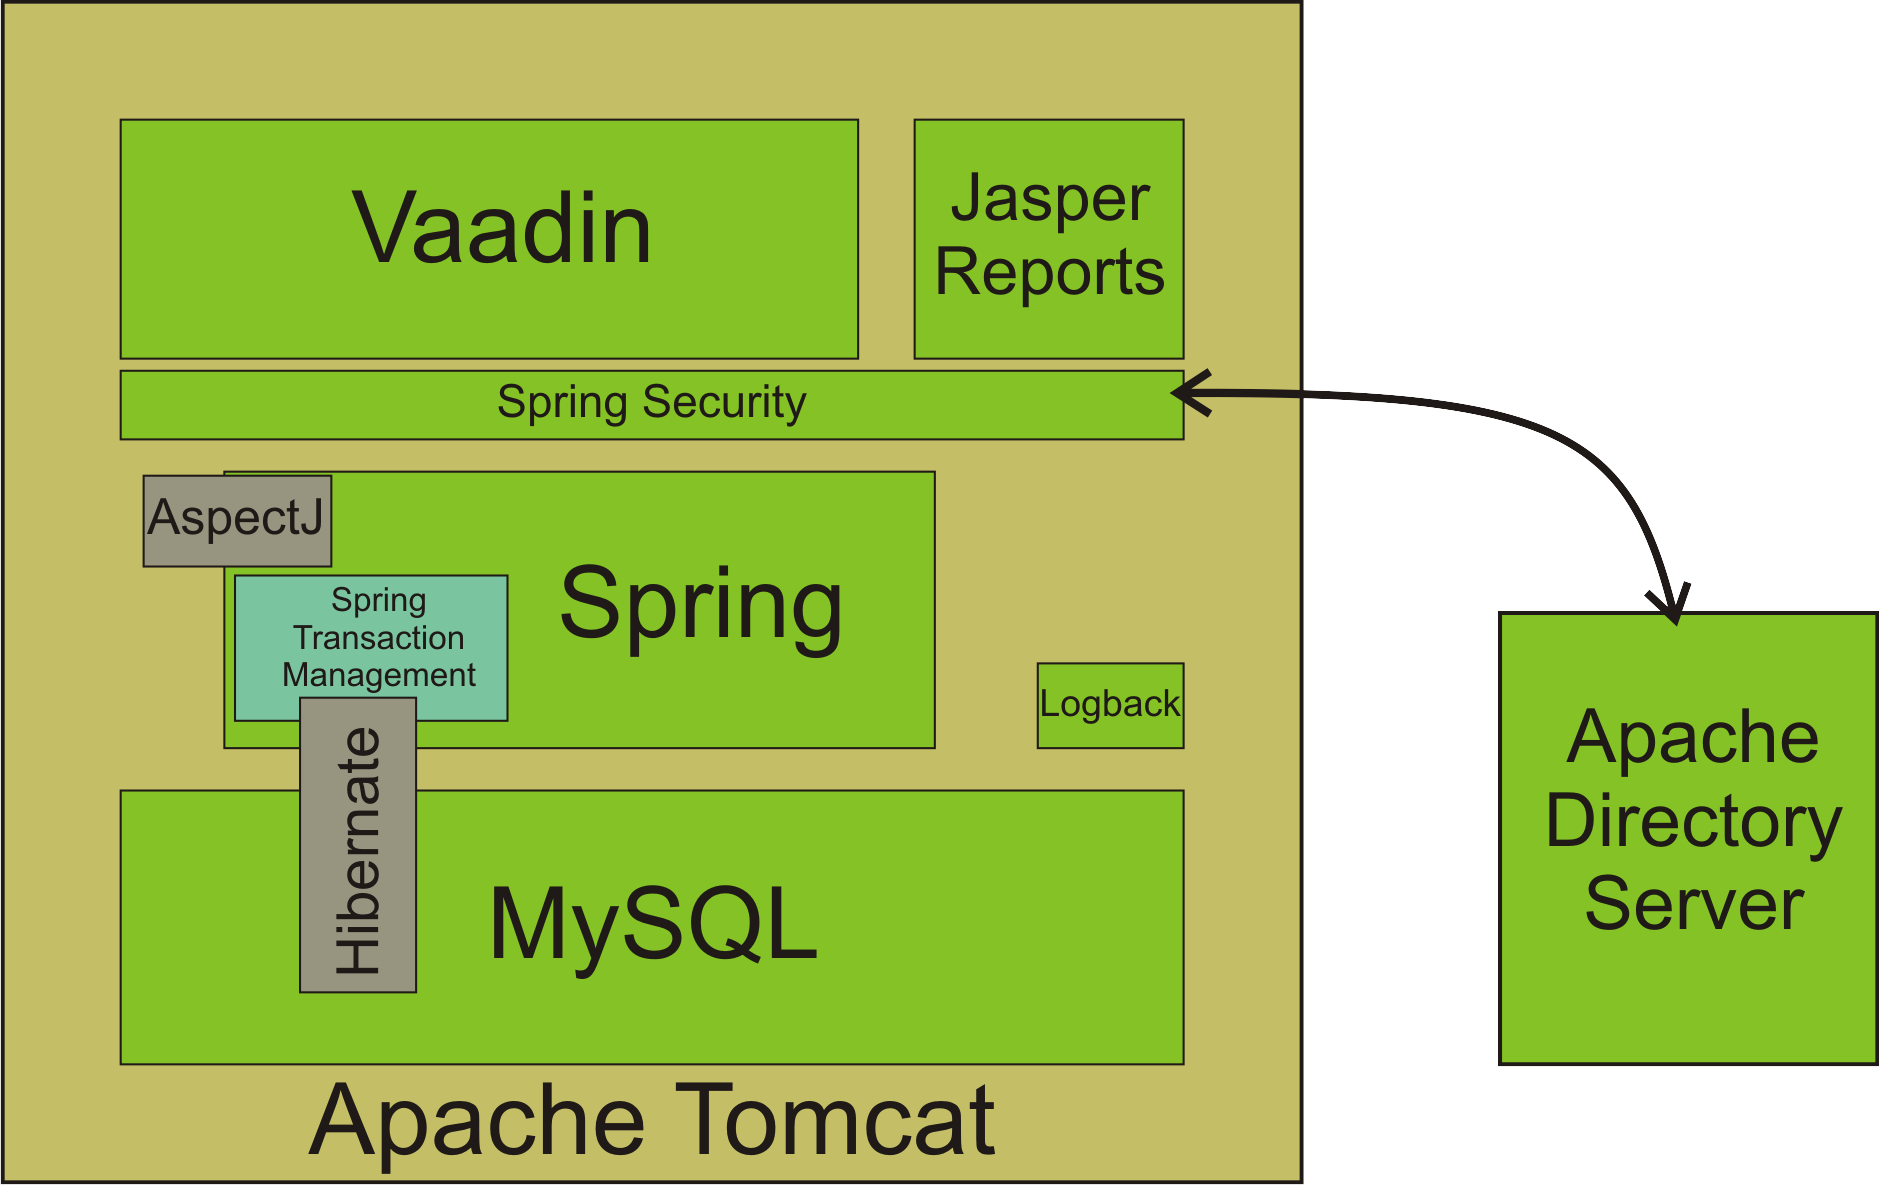 Vaadin
Jasper
Reports
Spring Security
AspectJ
Spring
Transaction
Management
Spring
Logback
Hibernate
MySQL
Apache Tomcat
Apache
Directory
Server